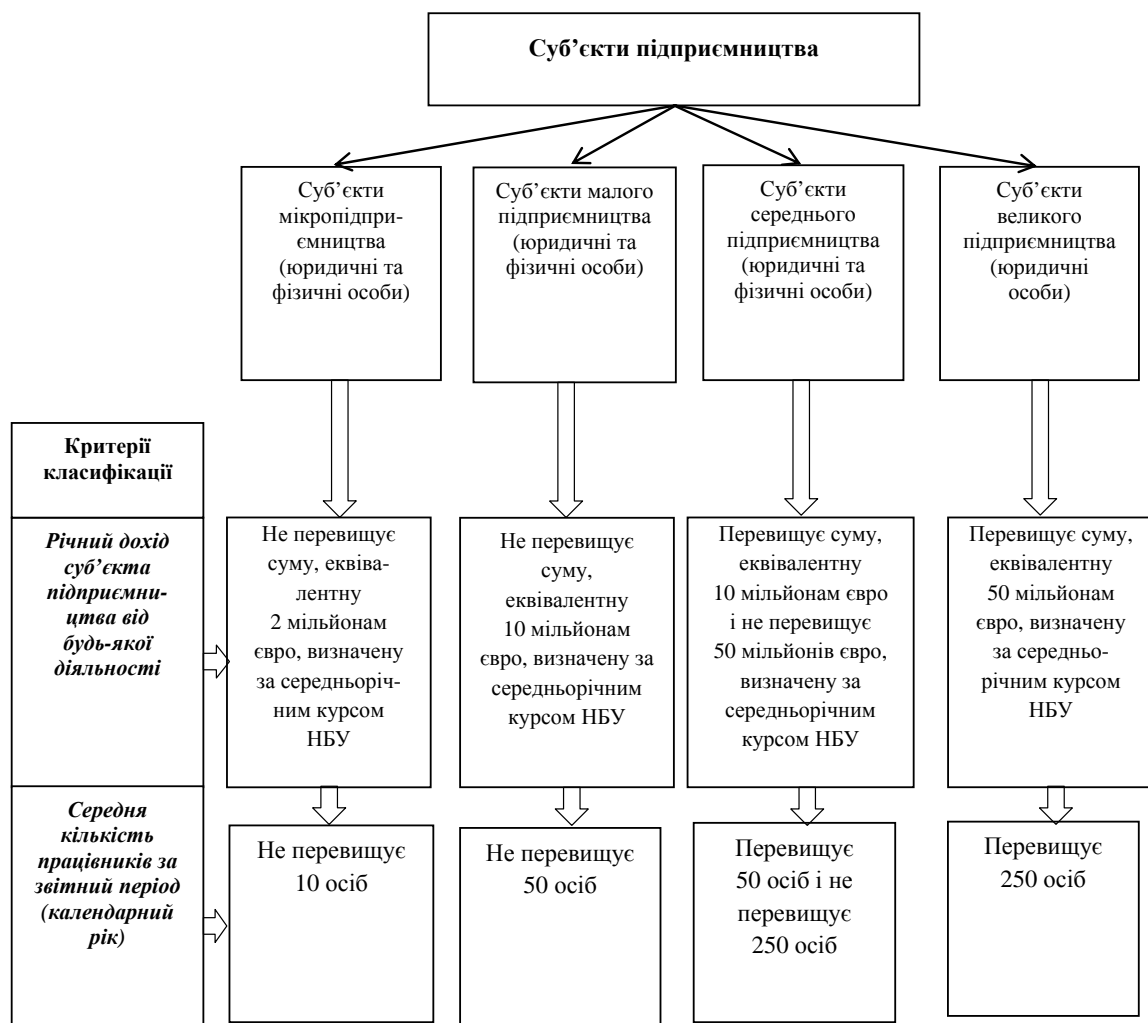 Суб’єкти підприємництва
Суб’єкти
мікропідпри-
ємництва
(юридичні та
фізичні особи)
Суб’єкти малого
підприємництва
(юридичні та
фізичні особи)
Суб’єкти
середнього
підприємництва
(юридичні та
фізичні особи)
Суб’єкти
великого
підприємництва
(юридичні
особи)
Критерії
класифікації
Річний дохід
суб’єкта
підприємни-
цтва від
будь-якої
діяльності
Не перевищує
суму, еквіва-
лентну
2 мільйонам
євро, визначену
за середньоріч-
ним курсом
НБУ
Не перевищує
суму,
еквівалентну
10 мільйонам
євро, визначену за
середньорічним
курсом НБУ
Перевищує суму,
еквівалентну
10 мільйонам євро
і не перевищує
50 мільйонів євро,
визначену за
середньорічним
курсом НБУ
Перевищує суму,
еквівалентну
50 мільйонам
євро, визначену
за середньо-
річним курсом
НБУ
Середня
кількість
працівників за
звітний період
(календарний
рік)
Не перевищує
10 осіб
Не перевищує
50 осіб
Перевищує
50 осіб і не
перевищує
250 осіб
Перевищує
250 осіб